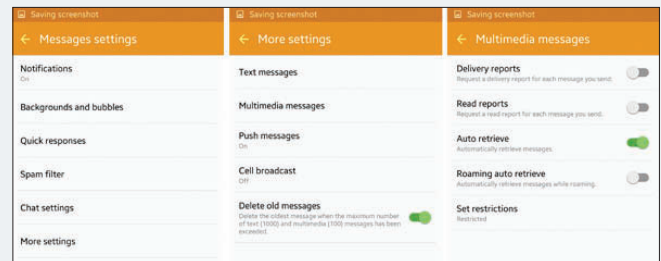 Saving screenshot
Messages settings
Notifications
On
Backgrounds and bubbles
Quick responses
Spam filter
Chat settings
More settings
Saving screenshot
More settings
Text messages
Multimedia messages
Push messages
On
Cell broadcast
Off
Delete old messages
Delete the oldest message when the maximum number
of text (1000) and multimedia (100) messages has been
exceeded.
Saving screenshot
Multimedia messages
Delivery reports
Request a delivery report for each message you send.
Read reports
Request a read report for each message you send.
Auto retrieve
Automatically retrieve messages.
Roaming auto retrieve
Automatically retrieve messages while roaming.
Set restrictions
Restricted